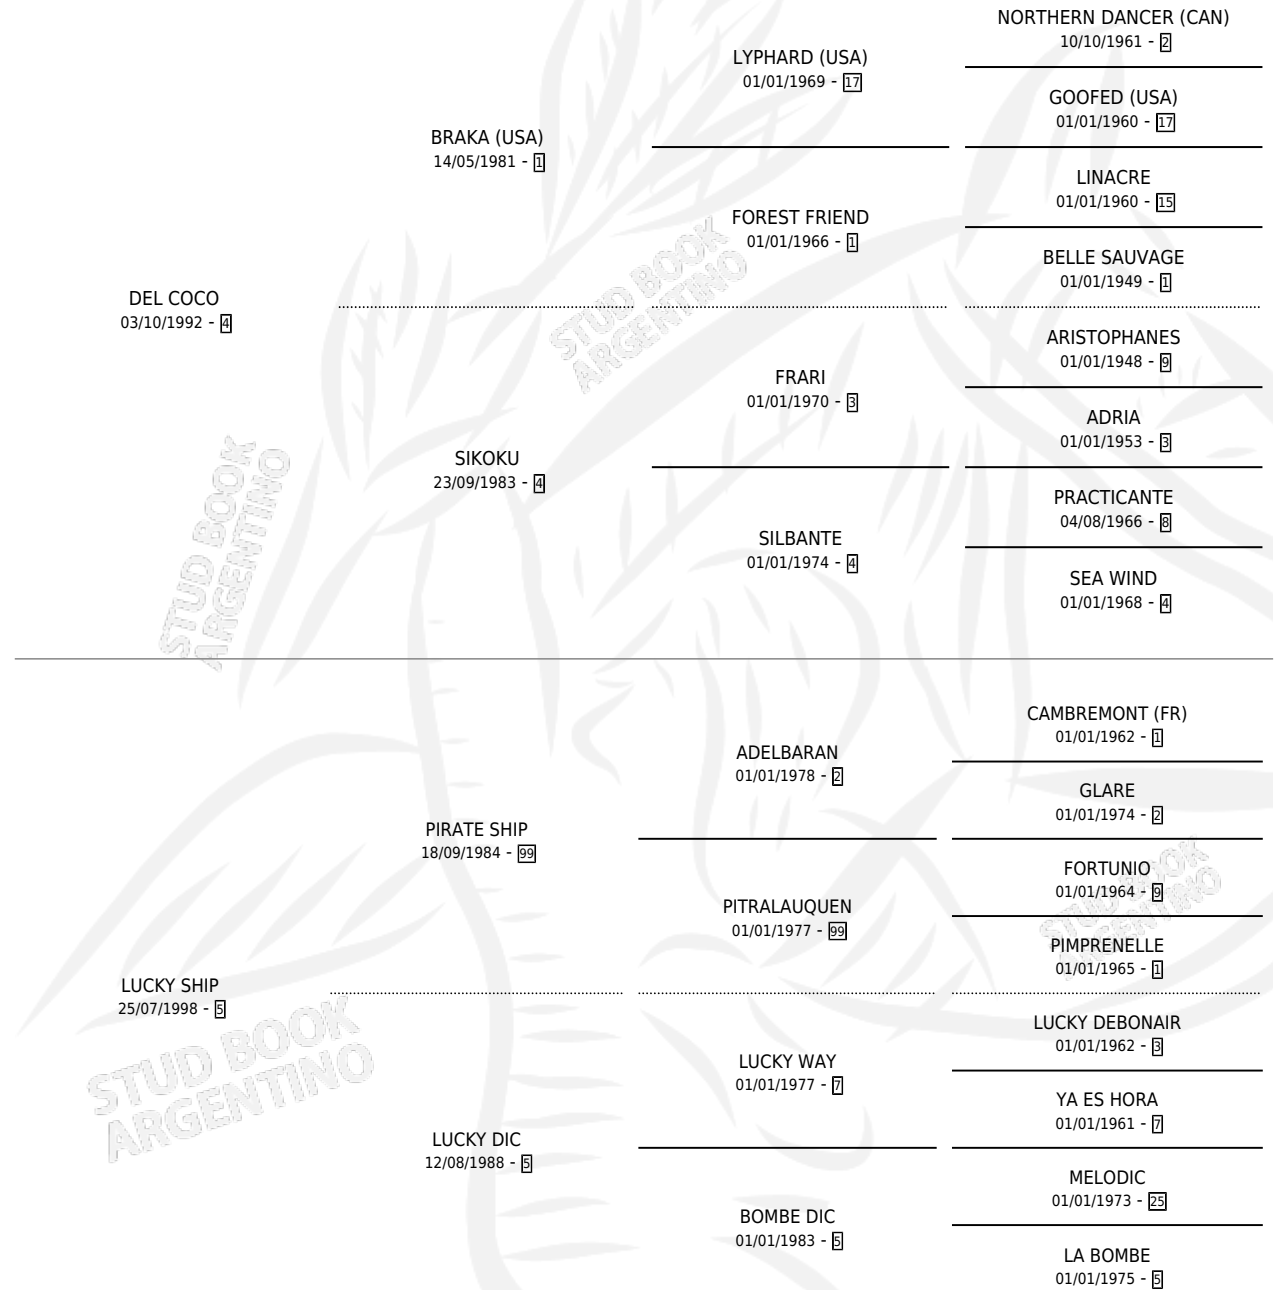 NORTHERN DANCER (CAN)
10/10/1961 - 2
LYPHARD (USA)
01/01/1969 - 17
GOOFED (USA)
01/01/1960 - 17
BRAKA (USA)
14/05/1981 - 1
LINACRE
01/01/1960 - 15
FOREST FRIEND
01/01/1966 - 1
BELLE SAUVAGE
01/01/1949 - 1
DEL COCO
03/10/1992 - 4
ARISTOPHANES
01/01/1948 - 9
FRARI
01/01/1970 - 3
ADRIA
01/01/1953 - 3
SIKOKU
23/09/1983 - 4
PRACTICANTE
04/08/1966 - 8
SILBANTE
01/01/1974 - 4
SEA WIND
01/01/1968 - 4
STUD BOOK
ARGENTINO
STUD BOOK
ARGENTINO
CAMBREMONT (FR)
01/01/1962 - 1
ADELBARAN
01/01/1978 - 2
GLARE
01/01/1974 - 2
PIRATE SHIP
18/09/1984 - 99
FORTUNIO
01/01/1964 - 9
PITRALAUQUEN
01/01/1977 - 99
PIMPRENELLE
01/01/1965 - 1
LUCKY SHIP
25/07/1998 - 5
LUCKY DEBONAIR
01/01/1962 - 3
LUCKY WAY
01/01/1977 - 7
YA ES HORA
01/01/1961 - 7
LUCKY DIC
12/08/1988 - 5
MELODIC
01/01/1973 - 25
BOMBE DIC
01/01/1983 - 5
LA BOMBE
01/01/1975 - 5
STUD BOOK
ARGENTINO
STUD BOOK
ARGENTINO